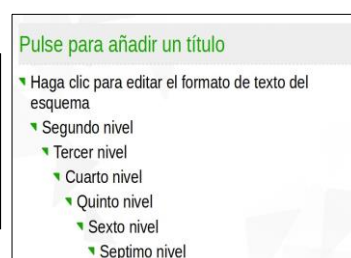 Pulse para añadir un título
Haga clic para editar el formato de texto del
esquema
Segundo nivel
Tercer nivel
Cuarto nivel
Quinto nivel
Sexto nivel
Septimo nivel